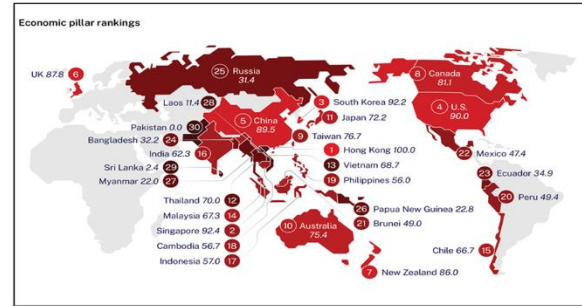 Economic pillar rankings
UK 87.8 6
25 Russia
31.4
8 Canada
81.1
Laos 11.4 28
3 South Korea 92.2
4 U.S.
90.0
5 China
89.5
11 Japan 72.2
Pakistan 0.0 30
9 Taiwan 76.7
Bangladesh 32.2 24
1 Hong Kong 100.0
India 62.3 16
13 Vietnam 68.7
22 Mexico 47.4
Sri Lanka 2.4 29
19 Philippines 56.0
23 Ecuador 34.9
Myanmar 22.0 27
20 Peru 49.4
Thailand 70.0 12
26 Papua New Guinea 22.8
Malaysia 67.3 14
21 Brunei 49.0
Singapore 92.4 2
10 Australia
75.4
Cambodia 56.7 18
Chile 66.7 15
Indonesia 57.0 17
7 New Zealand 86.0